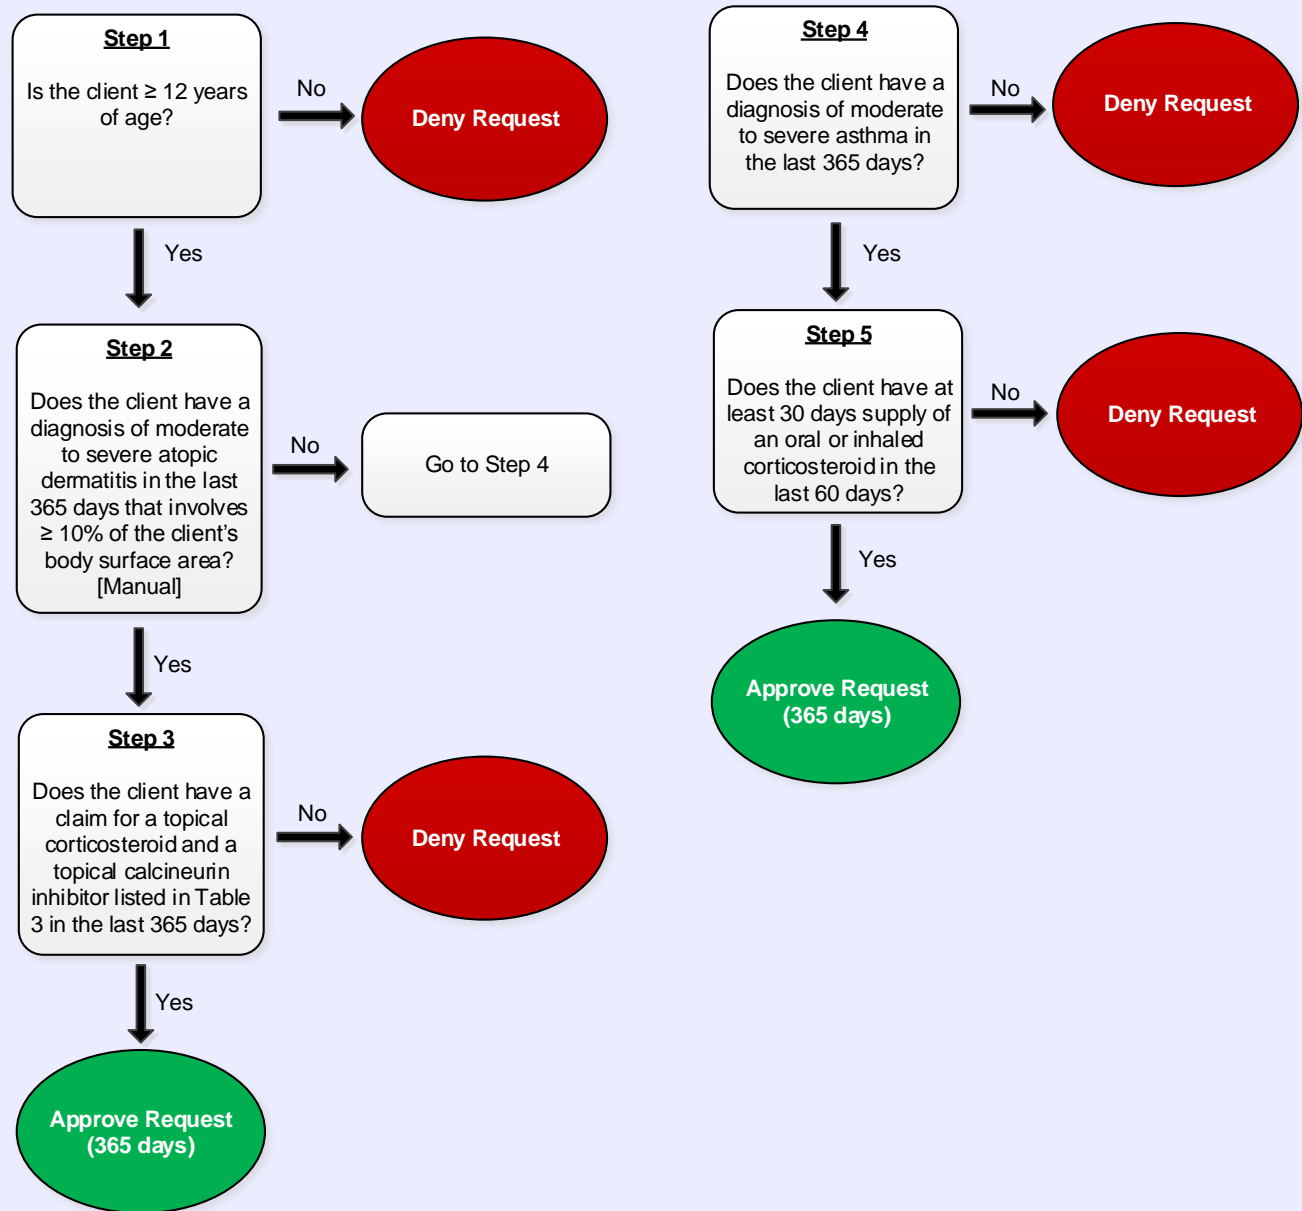 Step 1
Is the client ≥ 12 years
of age?
No
Deny Request
Yes
Step 2
Does the client have a
diagnosis of moderate
to severe atopic
dermatitis in the last
365 days that involves
≥ 10% of the client’s
body surface area?
[Manual]
No
Go to Step 4
Yes
Step 3
Does the client have a
claim for a topical
corticosteroid and a
topical calcineurin
inhibitor listed in Table
3 in the last 365 days?
No
Deny Request
Yes
Approve Request
(365 days)
Step 4
Does the client have a
diagnosis of moderate
to severe asthma in
the last 365 days?
No
Deny Request
Yes
Step 5
Does the client have at
least 30 days supply of
an oral or inhaled
corticosteroid in the
last 60 days?
No
Deny Request
Yes
Approve Request
(365 days)